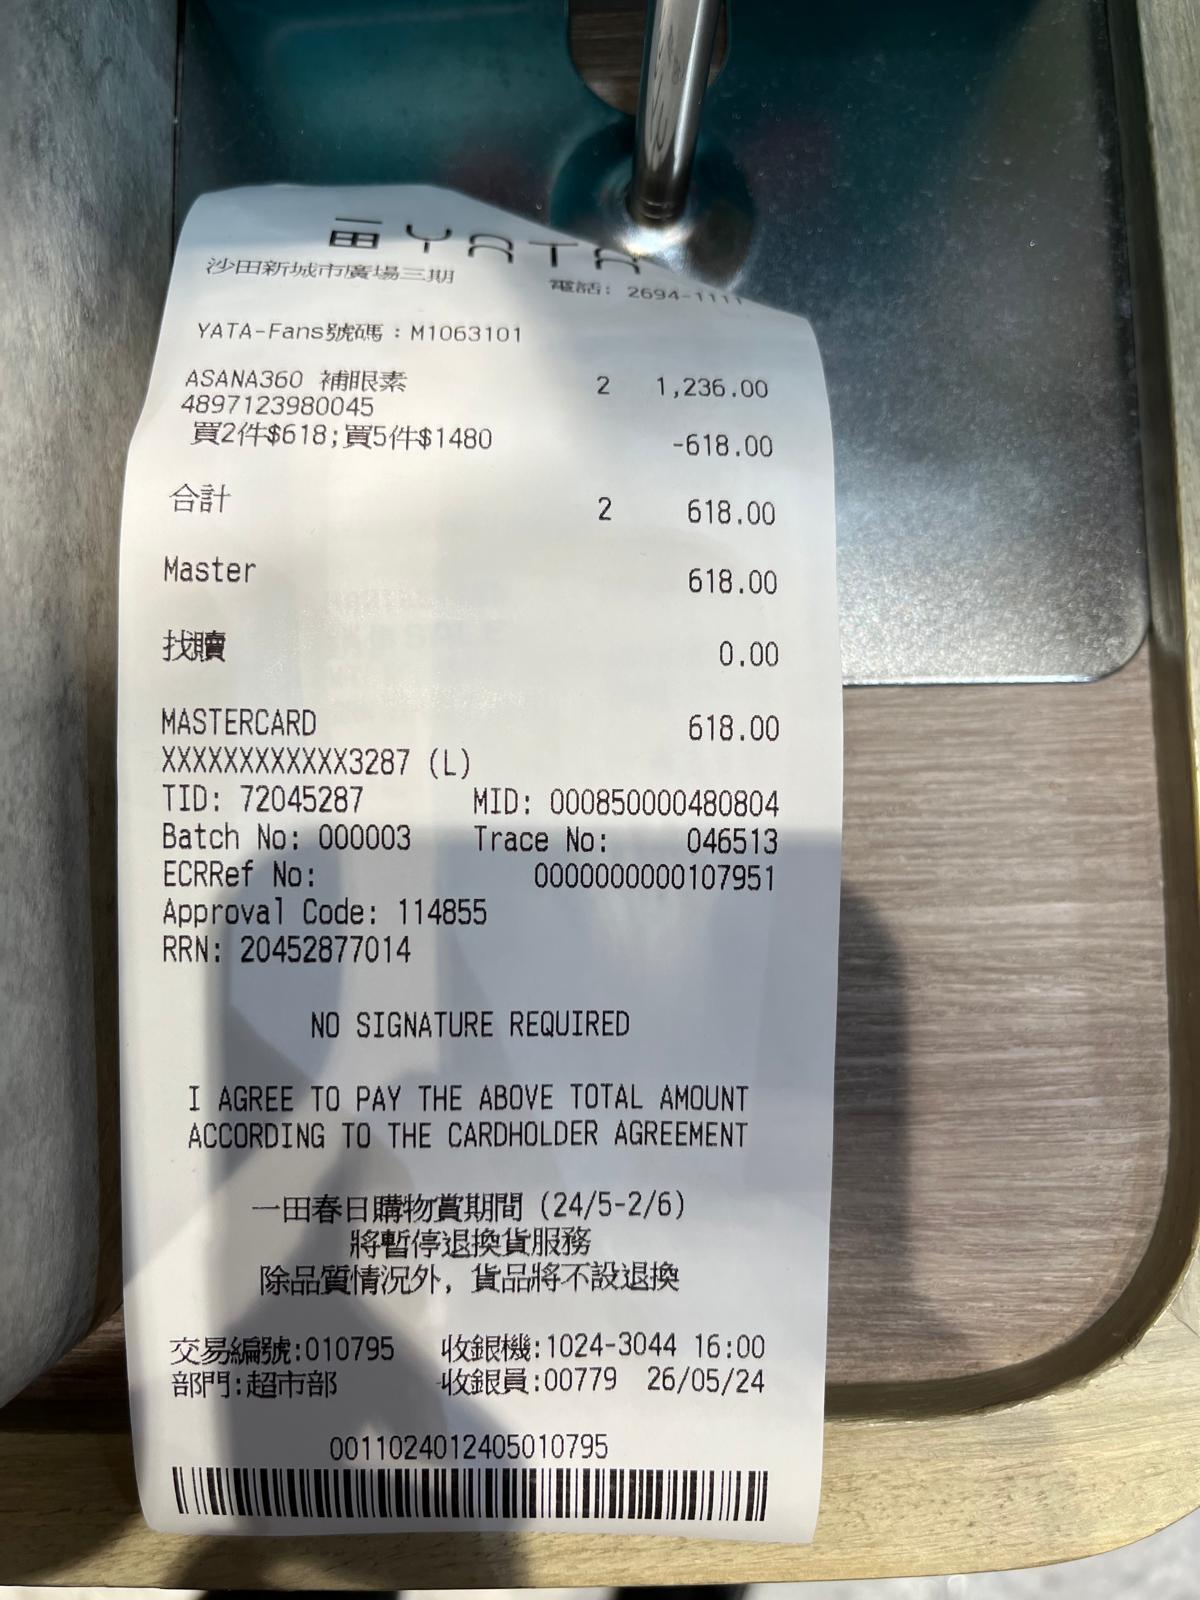 一田 YATA
沙田新城市廣場三期 電話: 2694-1111
YATA-Fans號碼：M1063101
ASANA360 補眼素 2 1,236.00
4897123980045
買2件$618;買5件$1480 -618.00
合計 2 618.00
Master 618.00
找贖 0.00
MASTERCARD 618.00
XXXXXXXXXXXX3287 (L)
TID: 72045287 MID: 000850000480804
Batch No: 000003 Trace No: 046513
ECRRef No: 0000000000107951
Approval Code: 114855
RRN: 20452877014
NO SIGNATURE REQUIRED
I AGREE TO PAY THE ABOVE TOTAL AMOUNT
ACCORDING TO THE CARDHOLDER AGREEMENT
一田春日購物賞期間 (24/5-2/6)
將暫停退換貨服務
除品質情況外，貨品將不設退換
交易編號:010795 收銀機:1024-3044 16:00
部門:超市部 收銀員:00779 26/05/24
0011024012405010795